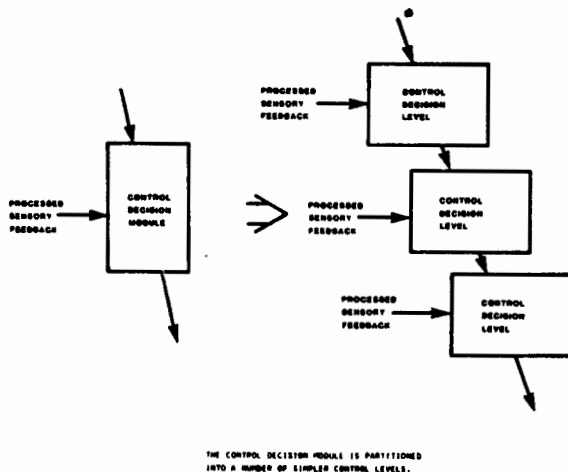 PROCESSED
SENSORY
FEEDBACK
CONTROL
DECISION
MODULE
PROCESSED
SENSORY
FEEDBACK
CONTROL
DECISION
LEVEL
PROCESSED
SENSORY
FEEDBACK
CONTROL
DECISION
LEVEL
PROCESSED
SENSORY
FEEDBACK
CONTROL
DECISION
LEVEL
THE CONTROL DECISION MODULE IS PARTITIONED
INTO A NUMBER OF SIMPLER CONTROL LEVELS.